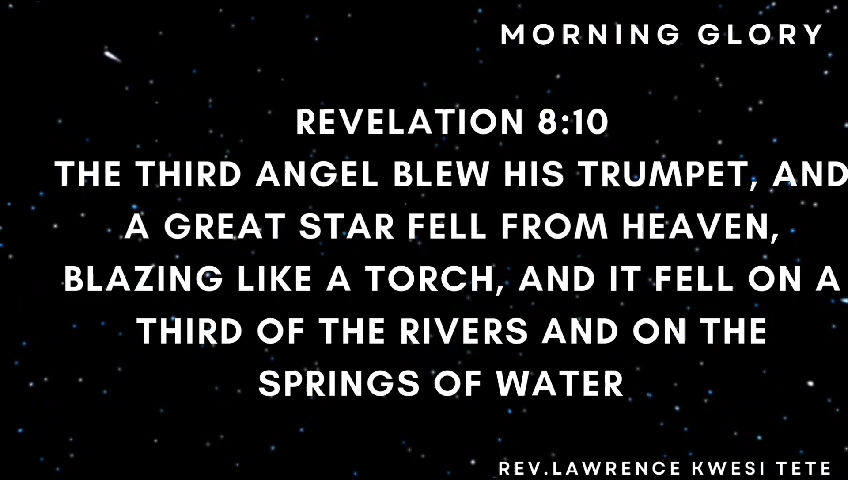 MORNING GLORY
REVELATION 8:10
THE THIRD ANGEL BLEW HIS TRUMPET, AND
A GREAT STAR FELL FROM HEAVEN,
BLAZING LIKE A TORCH, AND IT FELL ON A
THIRD OF THE RIVERS AND ON THE
SPRINGS OF WATER
REV.LAWRENCE KWESI TETE